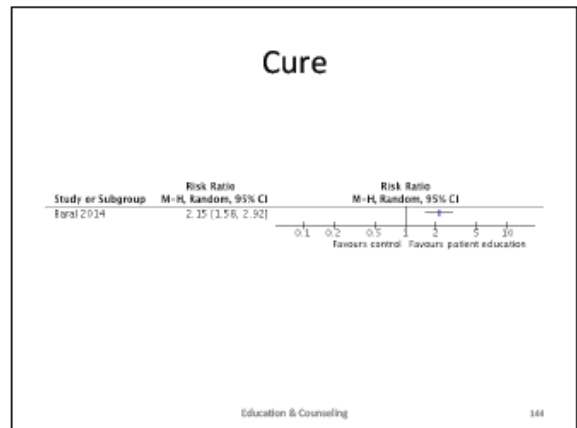 Cure
Risk Ratio
Risk Ratio
Study or Subgroup M-H, Random, 95% CI
M-H, Random, 95% CI
Baral 2014 2.15 [1.58, 2.92]
0.1 0.2 0.5 1 2 5 10
Favours control Favours patient education
Education & Counseling
144